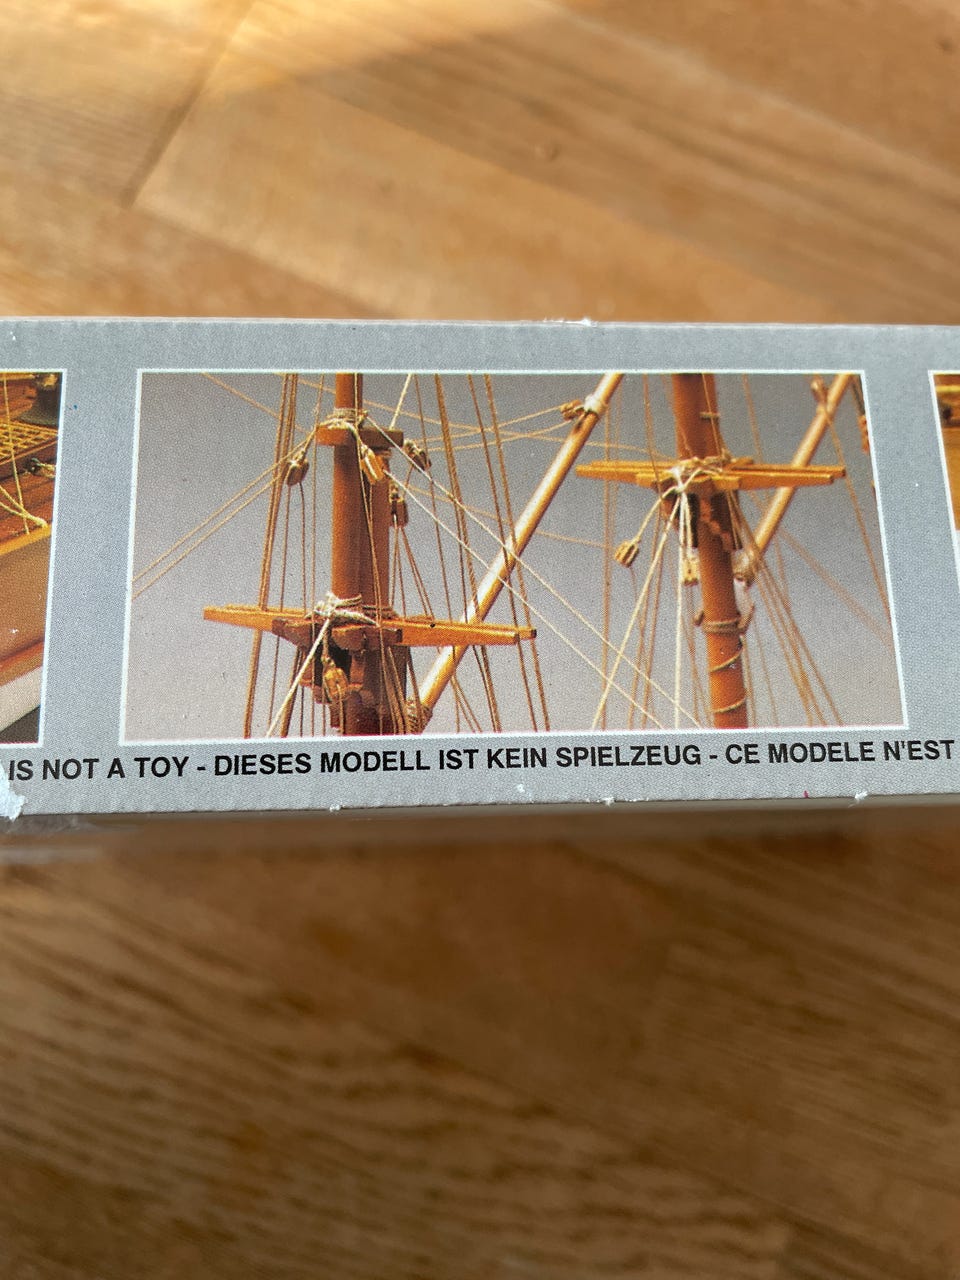 IS NOT A TOY - DIESES MODELL IST KEIN SPIELZEUG - CE MODELE N'EST